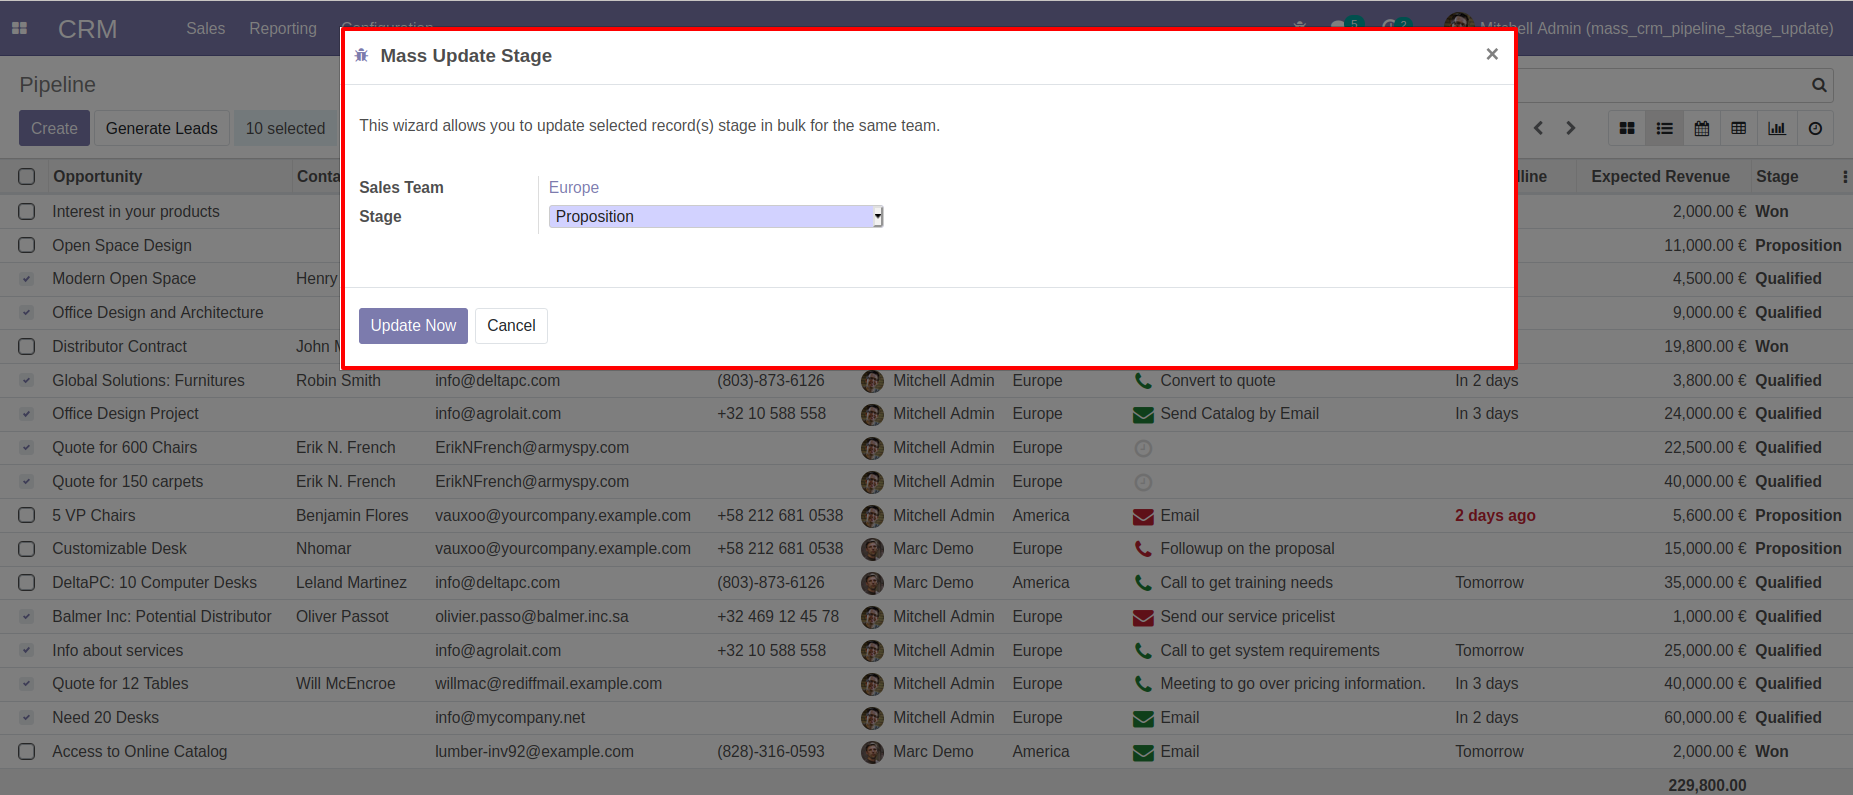 CRM Sales Reporting Configuration 5 2 Mitchell Admin (mass_crm_pipeline_stage_update)
Mass Update Stage ×
Pipeline
Create Generate Leads 10 selected
This wizard allows you to update selected record(s) stage in bulk for the same team.
Sales Team Europe
Stage Proposition
Update Now Cancel
Opportunity Expected Revenue Stage
Interest in your products 2,000.00 € Won
Open Space Design 11,000.00 € Proposition
Modern Open Space Henry 4,500.00 € Qualified
Office Design and Architecture 9,000.00 € Qualified
Distributor Contract John 19,800.00 € Won
Global Solutions: Furnitures Robin Smith info@deltapc.com (803)-873-6126 Mitchell Admin Europe Convert to quote In 2 days 3,800.00 € Qualified
Office Design Project info@agrolait.com +32 10 588 558 Mitchell Admin Europe Send Catalog by Email In 3 days 24,000.00 € Qualified
Quote for 600 Chairs Erik N. French ErikNFrench@armyspy.com Mitchell Admin Europe 22,500.00 € Qualified
Quote for 150 carpets Erik N. French ErikNFrench@armyspy.com Mitchell Admin Europe 40,000.00 € Qualified
5 VP Chairs Benjamin Flores vauxoo@yourcompany.example.com +58 212 681 0538 Mitchell Admin America Email 2 days ago 5,600.00 € Proposition
Customizable Desk Nhomar vauxoo@yourcompany.example.com +58 212 681 0538 Marc Demo Europe Followup on the proposal 15,000.00 € Proposition
DeltaPC: 10 Computer Desks Leland Martinez info@deltapc.com (803)-873-6126 Marc Demo America Call to get training needs Tomorrow 35,000.00 € Qualified
Balmer Inc: Potential Distributor Oliver Passot olivier.passo@balmer.inc.sa +32 469 12 45 78 Mitchell Admin Europe Send our service pricelist 1,000.00 € Qualified
Info about services info@agrolait.com +32 10 588 558 Mitchell Admin Europe Call to get system requirements Tomorrow 25,000.00 € Qualified
Quote for 12 Tables Will McEncroe willmac@rediffmail.example.com Mitchell Admin Europe Meeting to go over pricing information. In 3 days 40,000.00 € Qualified
Need 20 Desks info@mycompany.net Mitchell Admin Europe Email In 2 days 60,000.00 € Qualified
Access to Online Catalog lumber-inv92@example.com (828)-316-0593 Marc Demo America Email Tomorrow 2,000.00 € Won
229,800.00